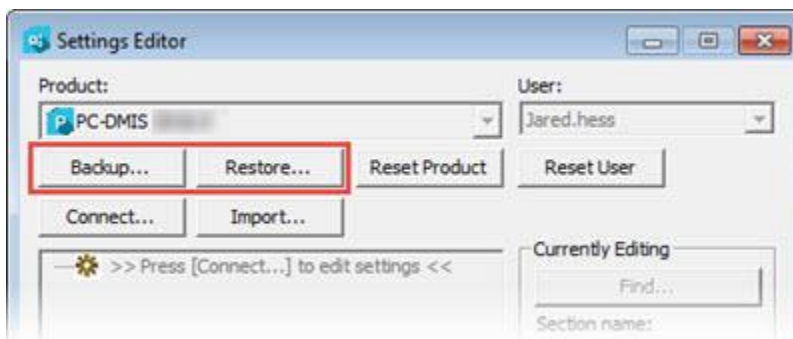 Settings Editor
Product:
User:
PC-DMIS
Jared.hess
Backup...
Restore...
Reset Product
Reset User
Connect...
Import...
>> Press [Connect...] to edit settings <<
Currently Editing
Find...
Section name: